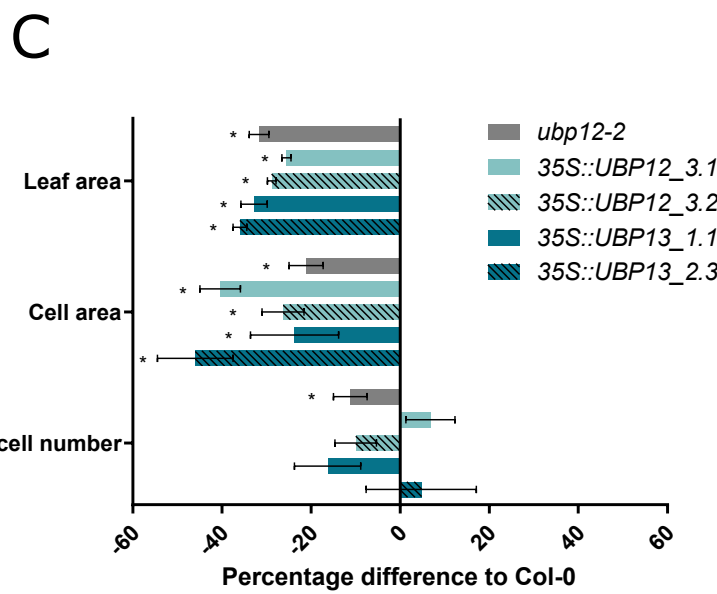 C
ubp12-2
35S::UBP12_3.1
35S::UBP12_3.2
35S::UBP13_1.1
35S::UBP13_2.3
*
*
Leaf area
*
*
*
*
*
Cell area
*
*
*
*
cell number
-60
-40
-20
0
20
40
60
Percentage difference to Col-0